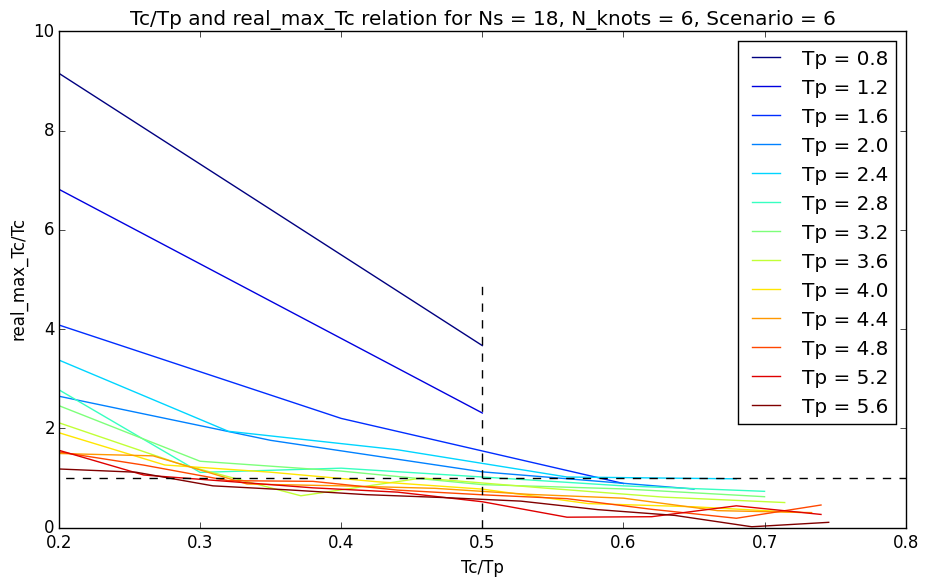 Tc/Tp and real_max_Tc relation for Ns = 18, N_knots = 6, Scenario = 6
10
8
6
4
2
0
real_max_Tc/Tc
Tp = 0.8
Tp = 1.2
Tp = 1.6
Tp = 2.0
Tp = 2.4
Tp = 2.8
Tp = 3.2
Tp = 3.6
Tp = 4.0
Tp = 4.4
Tp = 4.8
Tp = 5.2
Tp = 5.6
0.2 0.3 0.4 0.5 0.6 0.7 0.8
Tc/Tp